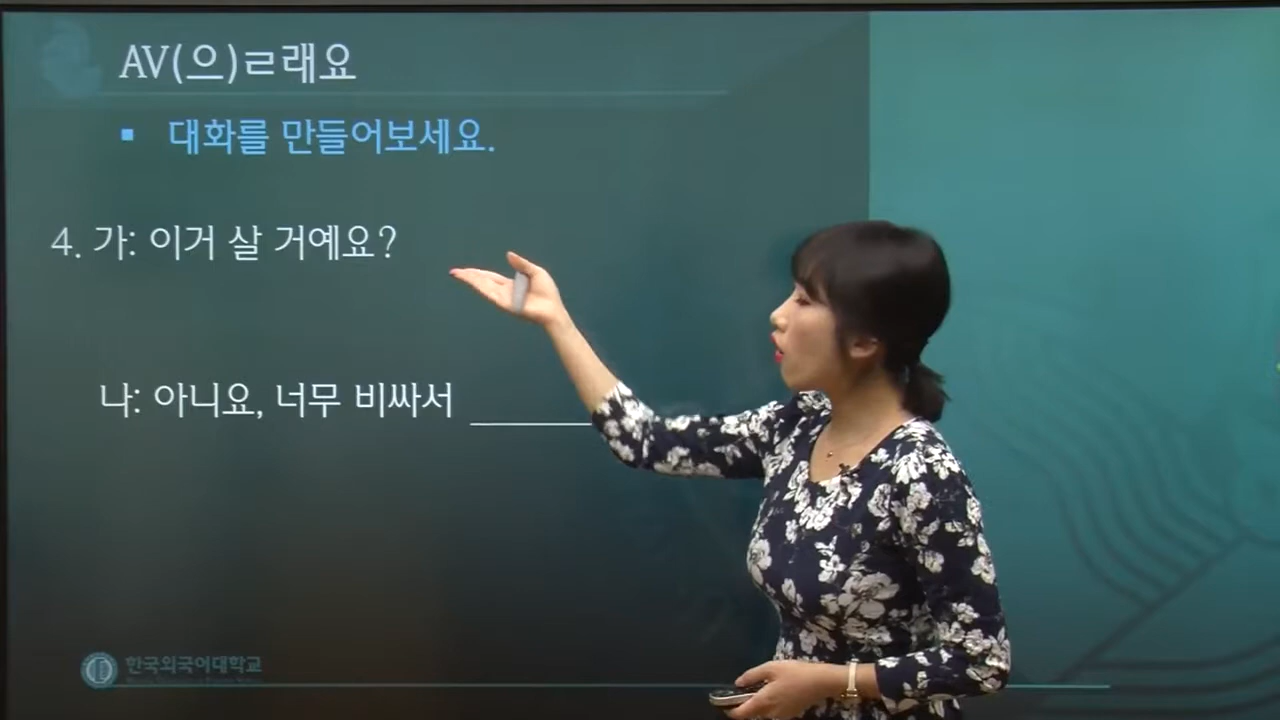 AV(으)ㄹ래요
▪ 대화를 만들어보세요.
4. 가: 이거 살 거예요?
나: 아니요, 너무 비싸서 ________
한국외국어대학교